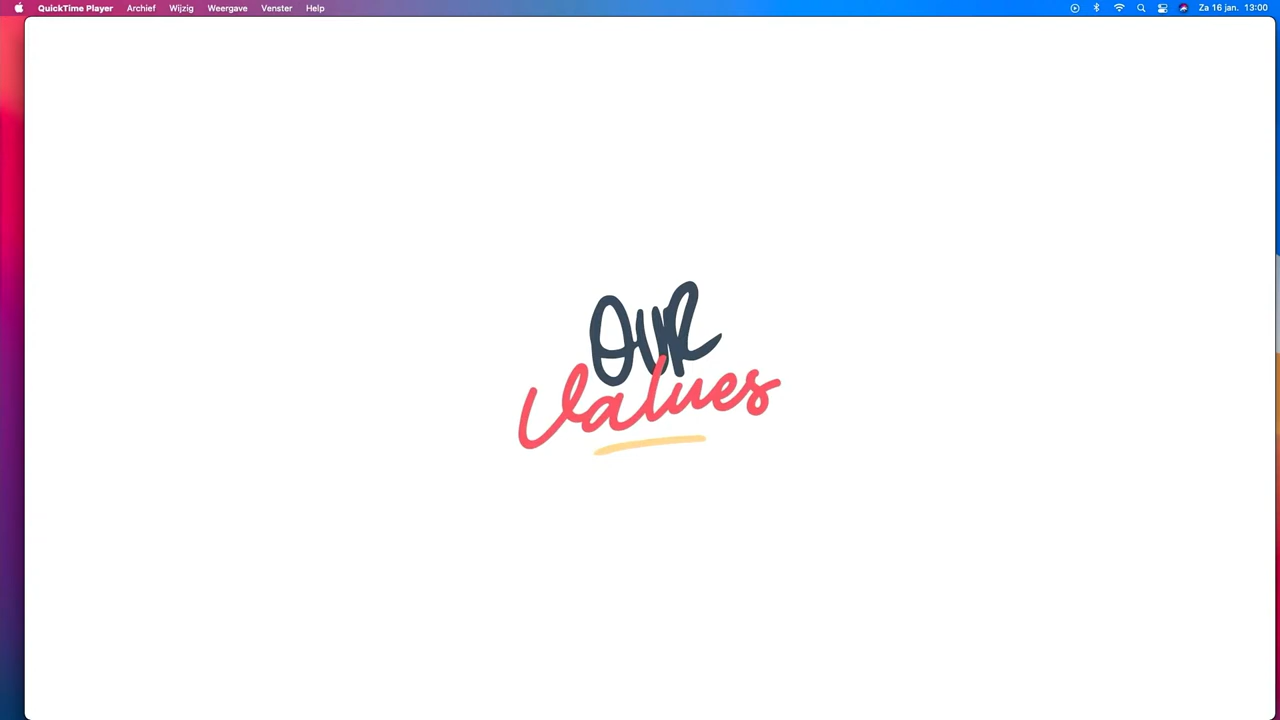 QuickTime Player Archief Wijzig Weergave Venster Help Za 16 jan. 13:00
OUR
Values